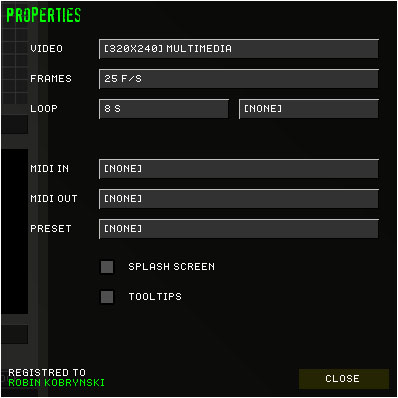 PROPERTIES
VIDEO [320X240] MULTIMEDIA
FRAMES 25 F/S
LOOP 8 S [NONE]
MIDI IN [NONE]
MIDI OUT [NONE]
PRESET [NONE]
SPLASH SCREEN
TOOLTIPS
REGISTRED TO
ROBIN KOBRYNSKI
CLOSE